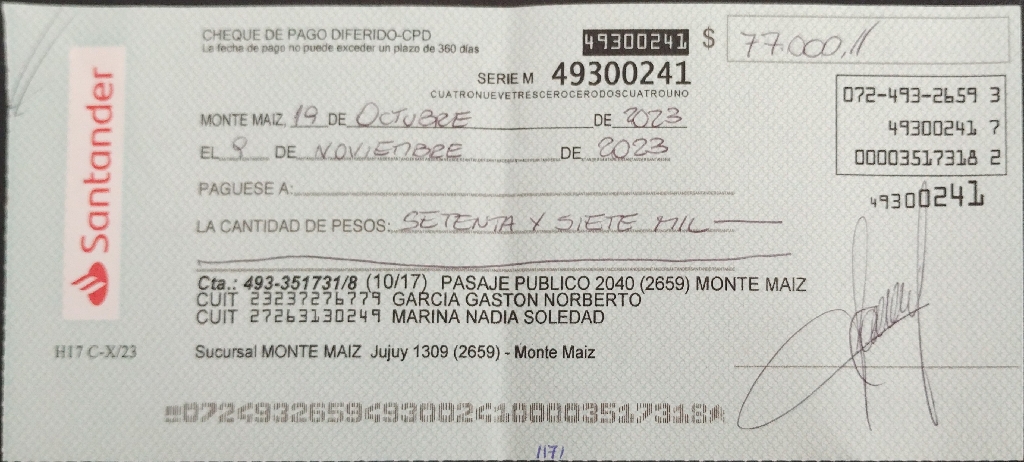 CHEQUE DE PAGO DIFERIDO-CPD
La fecha de pago no puede exceder un plazo de 360 días
49300241 $ 77.000,//
SERIE M 49300241
CUATRONUEVETRESCEROCERODOSCUATROUNO
072-493-2659 3
49300241 7
00003517318 2
49300241
MONTE MAIZ, 19 DE OCTUBRE DE 2023
EL 9 DE NOVIEMBRE DE 2023
PAGUESE A:
LA CANTIDAD DE PESOS: SETENTA Y SIETE MIL
Cta.: 493-351731/8 (10/17) PASAJE PUBLICO 2040 (2659) MONTE MAIZ
CUIT 23237276779 GARCIA GASTON NORBERTO
CUIT 27263130249 MARINA NADIA SOLEDAD
Sucursal MONTE MAIZ Jujuy 1309 (2659) - Monte Maiz
Santander
H17 C-X/23
07249326594930024100003517318
/171